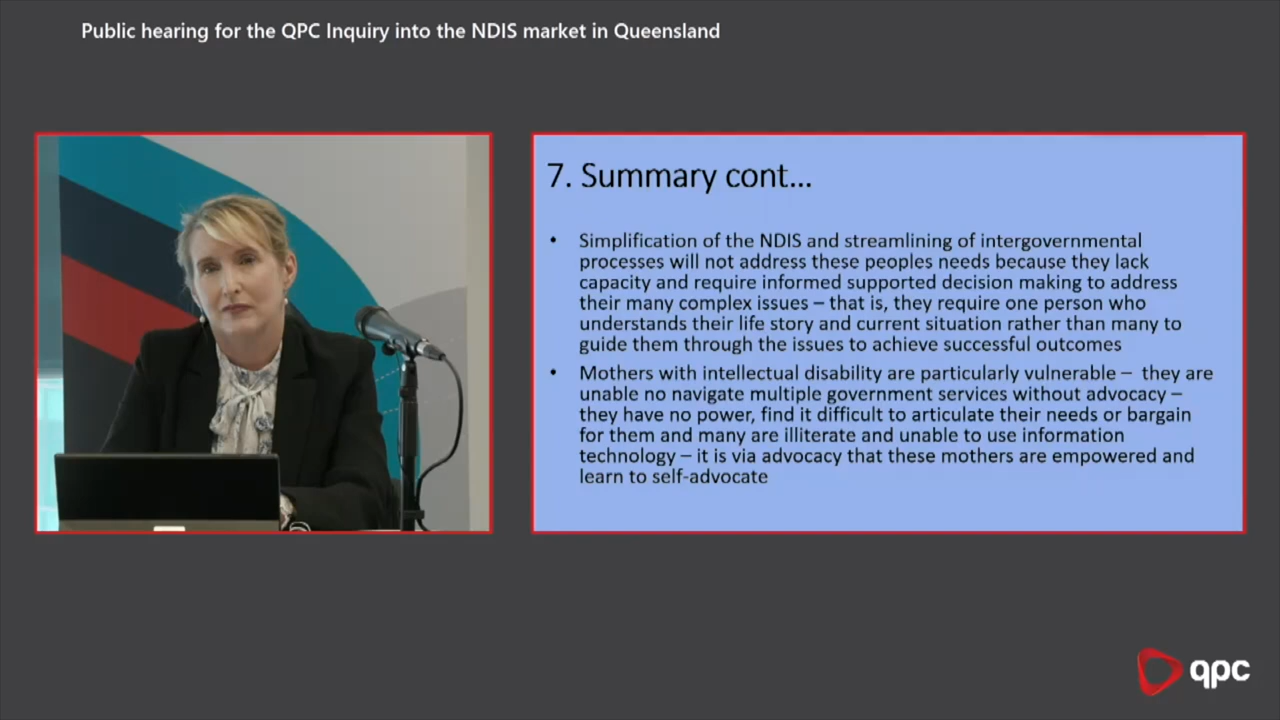 Public hearing for the QPC Inquiry into the NDIS market in Queensland
7. Summary cont...
• Simplification of the NDIS and streamlining of intergovernmental
processes will not address these peoples needs because they lack
capacity and require informed supported decision making to address
their many complex issues – that is, they require one person who
understands their life story and current situation rather than many to
guide them through the issues to achieve successful outcomes
• Mothers with intellectual disability are particularly vulnerable – they are
unable no navigate multiple government services without advocacy –
they have no power, find it difficult to articulate their needs or bargain
for them and many are illiterate and unable to use information
technology – it is via advocacy that these mothers are empowered and
learn to self-advocate
qpc